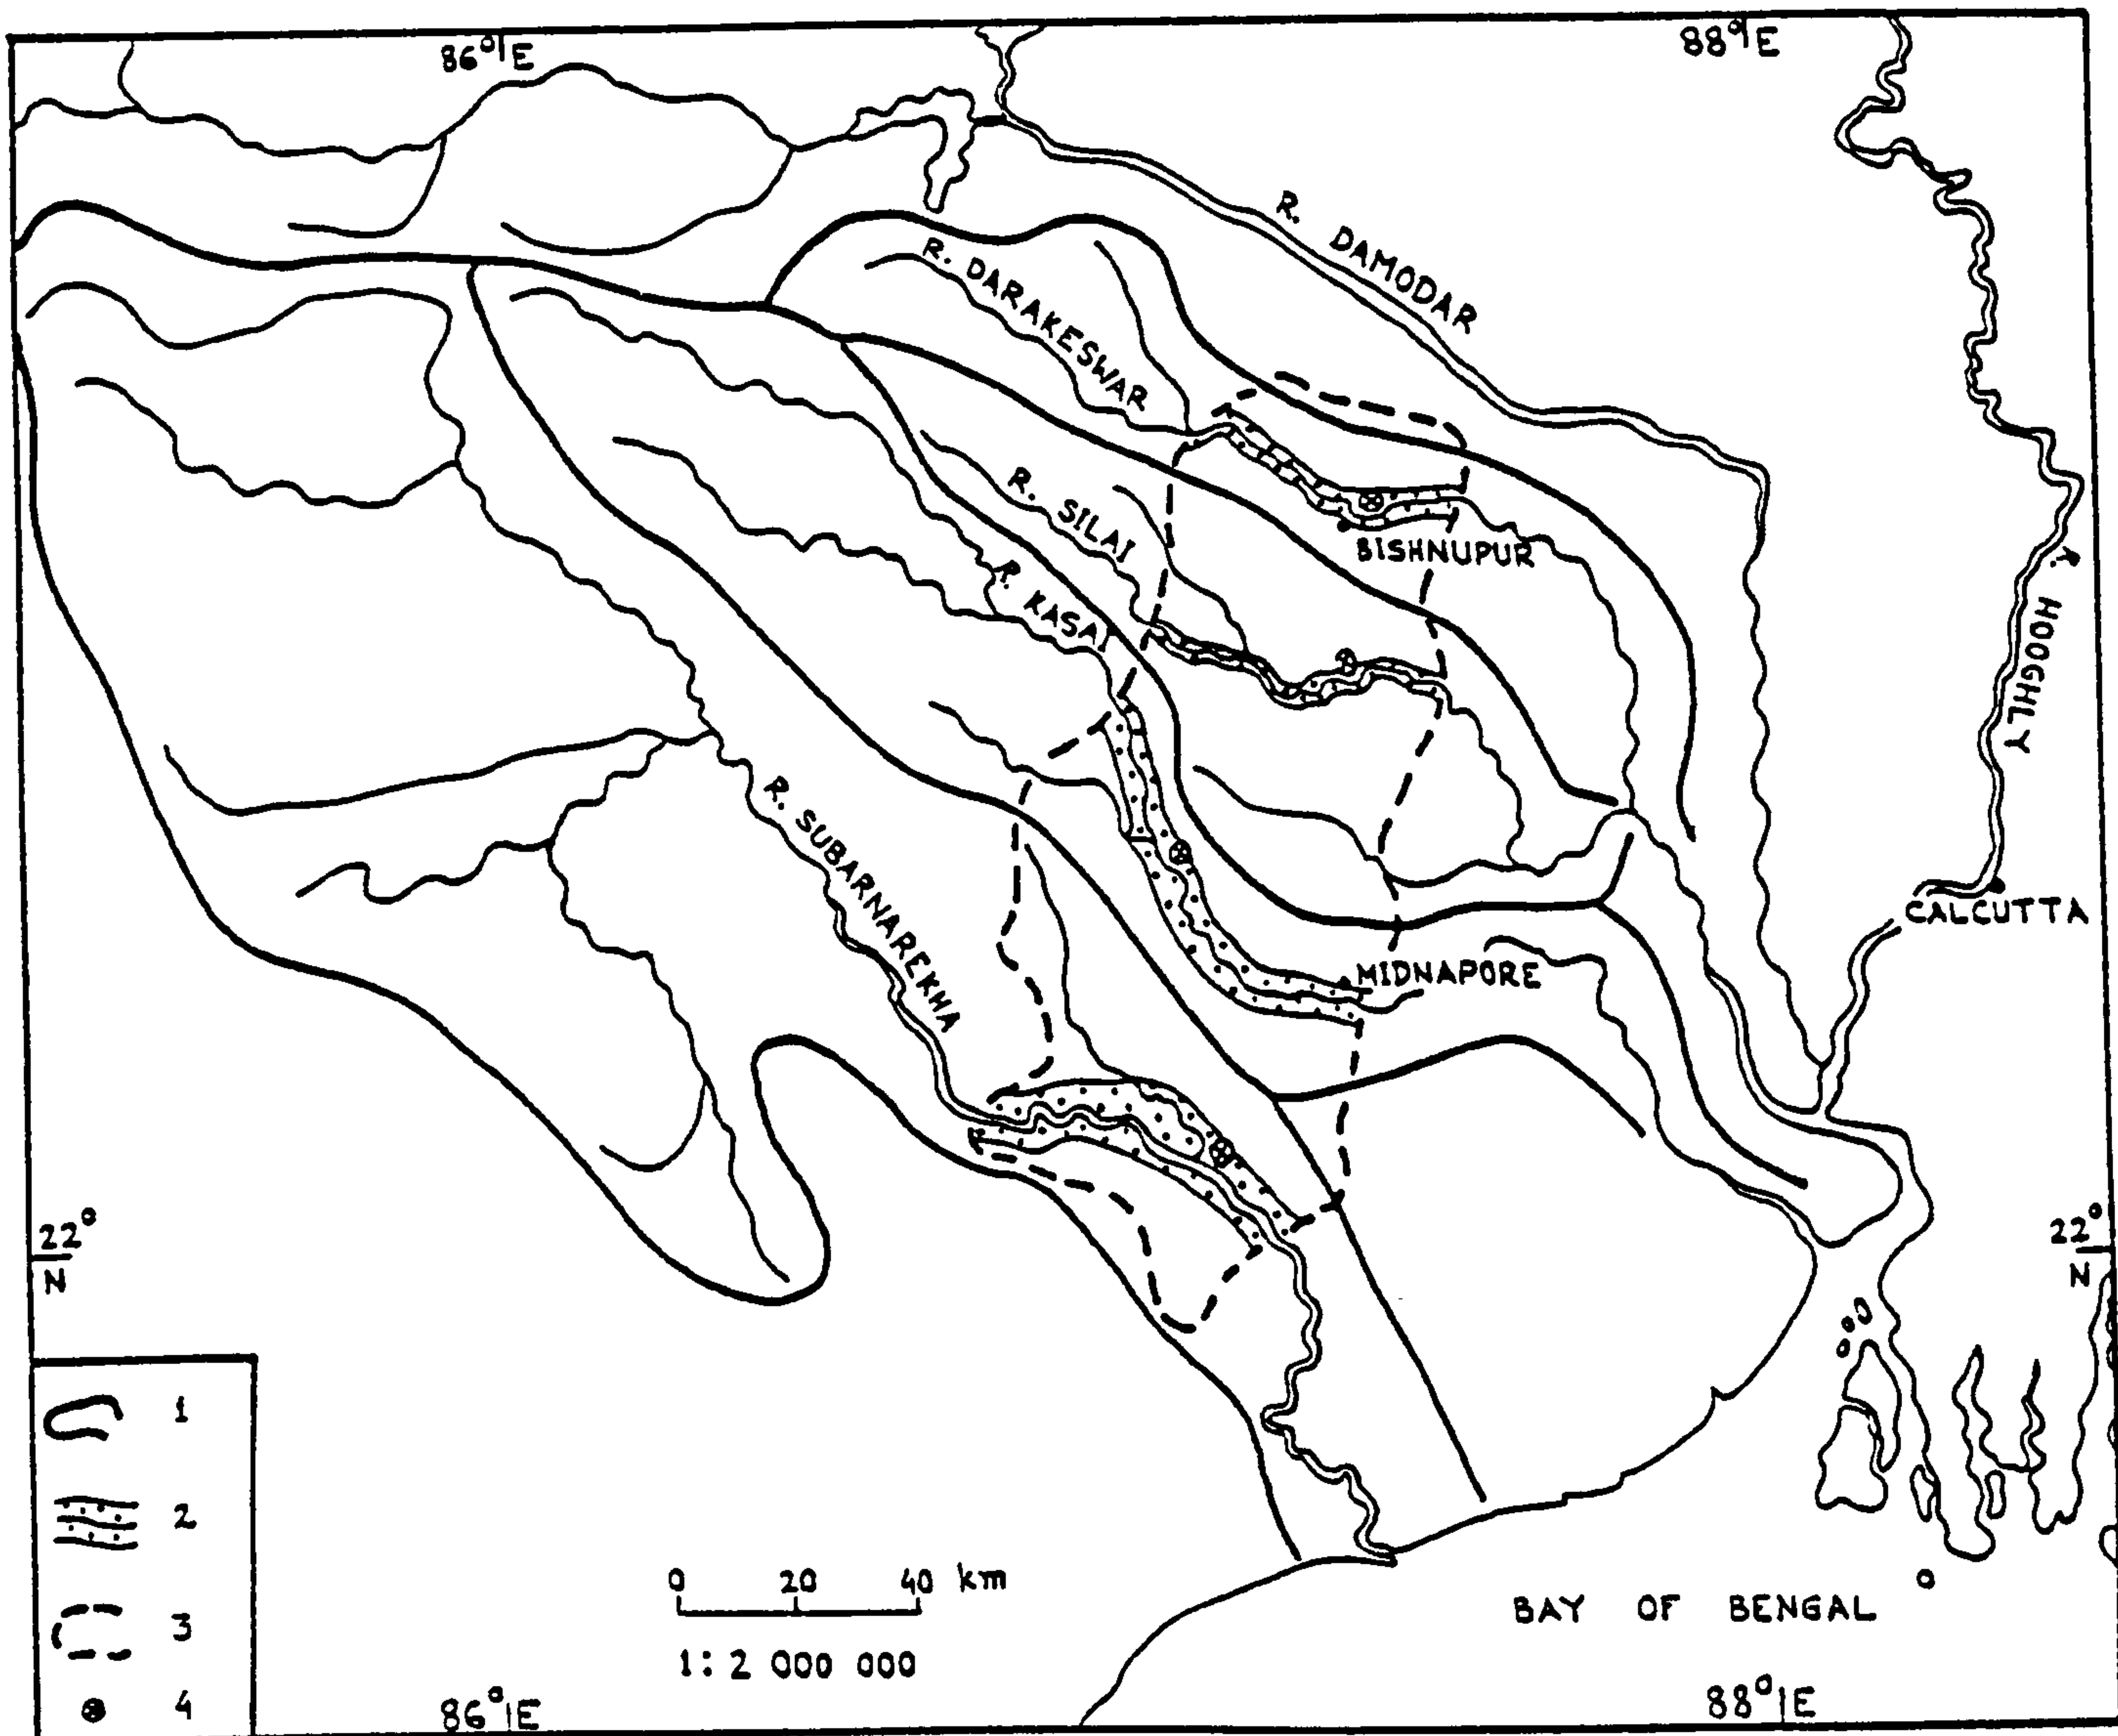 86° E
88° E
R. DAMODAR
R. DARAKESWAR
R. SILAI
BISHNUPUR
R. KASAI
R. HOOGHLY
R. SUBARNAREKHA
CALCUTTA
MIDNAPORE
22°
N
22°
N
1
2
3
4
0 20 40 km
1: 2 000 000
BAY OF BENGAL
86° E
88° E